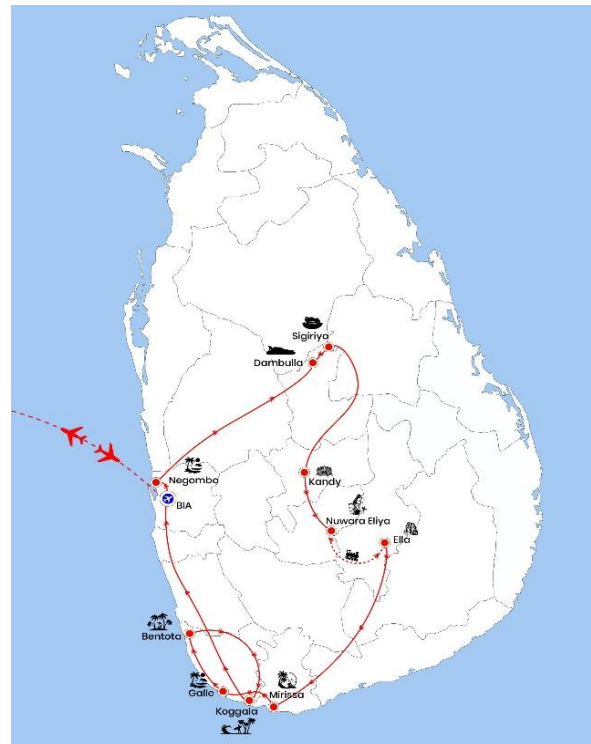 Sigiriya
Dambulla
Negombo
BIA
Kandy
Nuwara Eliya
Ella
Bentota
Galle
Mirissa
Koggala